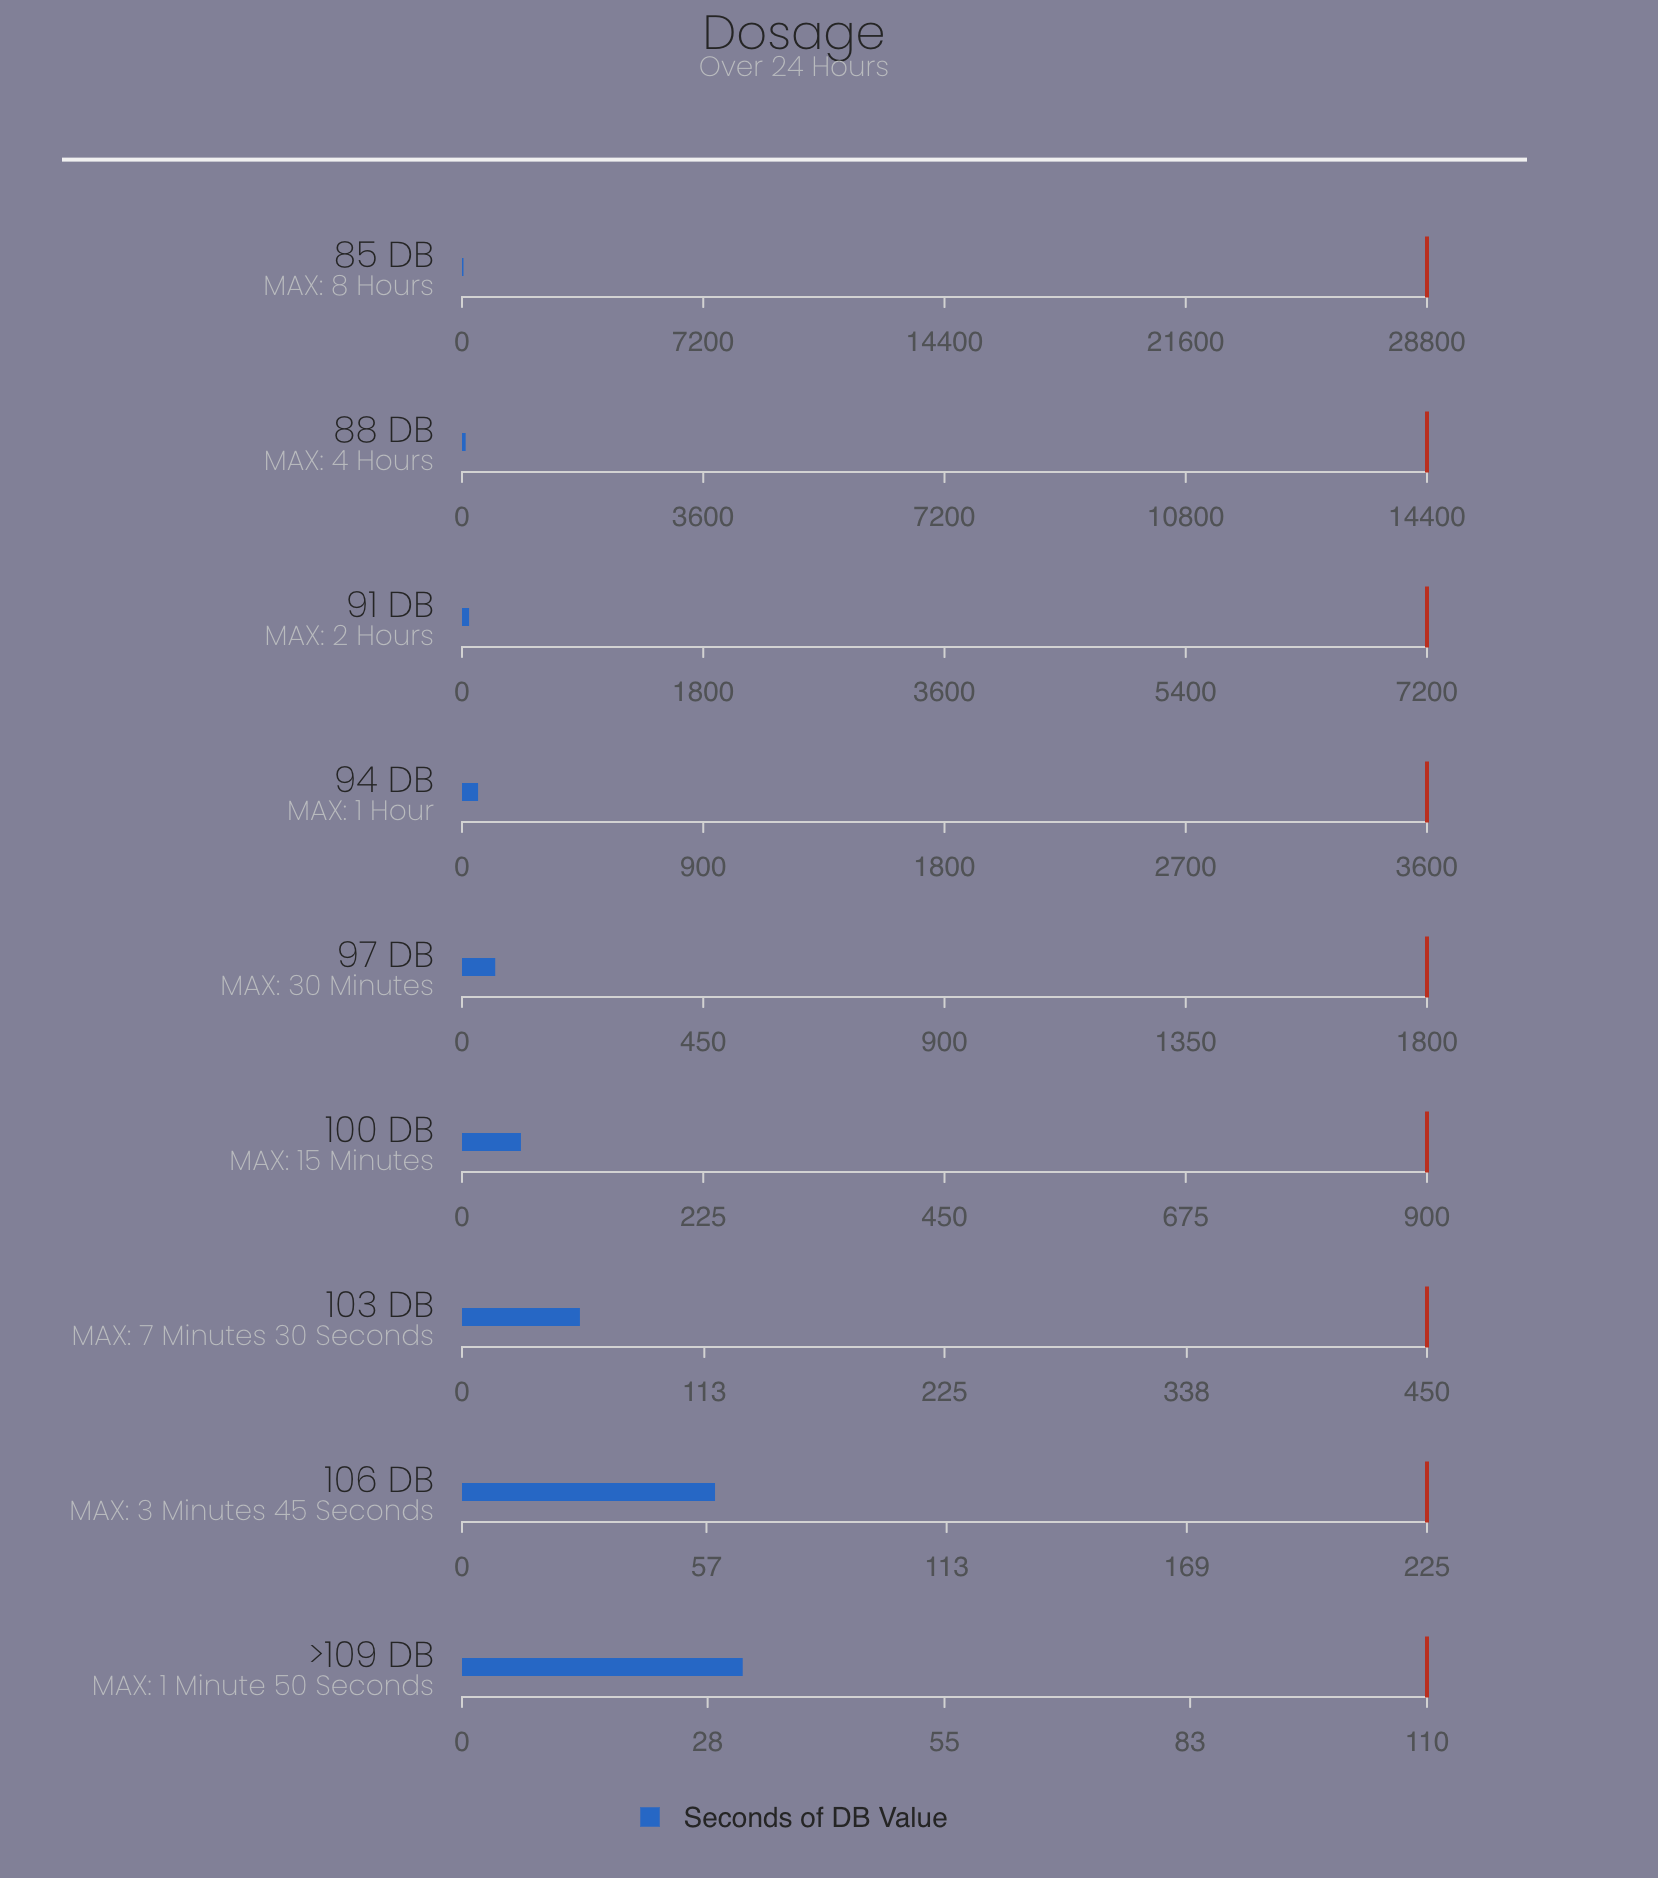 Dosage
Over 24 Hours
85 DB
MAX: 8 Hours
0 7200 14400 21600 28800
88 DB
MAX: 4 Hours
0 3600 7200 10800 14400
91 DB
MAX: 2 Hours
0 1800 3600 5400 7200
94 DB
MAX: 1 Hour
0 900 1800 2700 3600
97 DB
MAX: 30 Minutes
0 450 900 1350 1800
100 DB
MAX: 15 Minutes
0 225 450 675 900
103 DB
MAX: 7 Minutes 30 Seconds
0 113 225 338 450
106 DB
MAX: 3 Minutes 45 Seconds
0 57 113 169 225
>109 DB
MAX: 1 Minute 50 Seconds
0 28 55 83 110
Seconds of DB Value